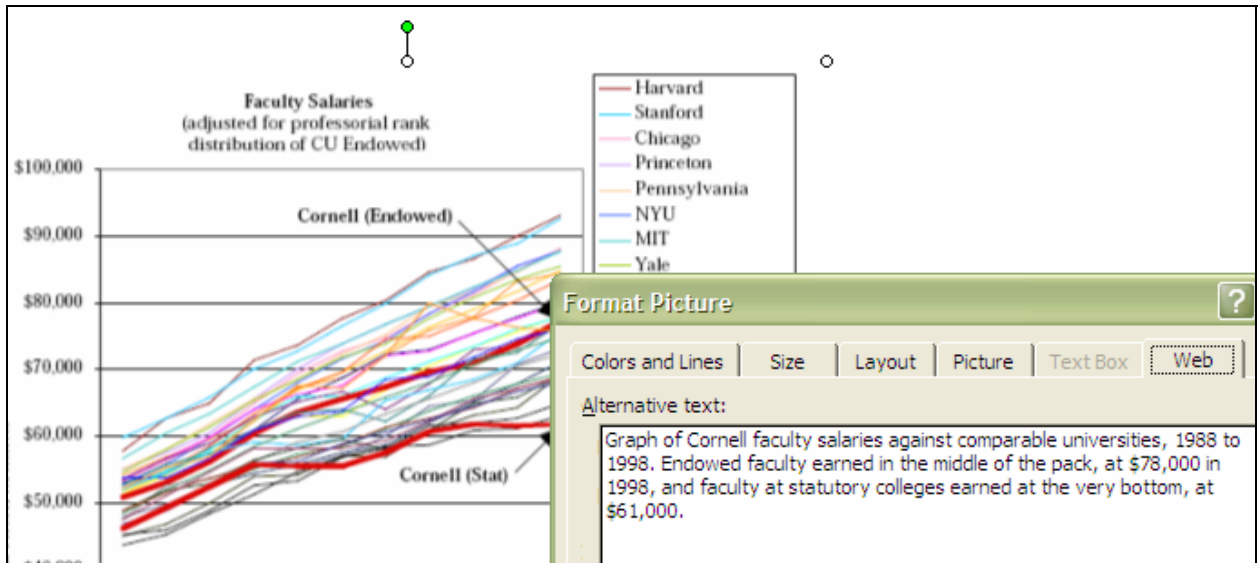 Faculty Salaries
(adjusted for professorial rank
distribution of CU Endowed)
$100,000
$90,000
$80,000
$70,000
$60,000
$50,000
Cornell (Endowed)
Cornell (Stat)
Harvard
Stanford
Chicago
Princeton
Pennsylvania
NYU
MIT
Yale
Format Picture
?
Colors and Lines
Size
Layout
Picture
Text Box
Web
Alternative text:
Graph of Cornell faculty salaries against comparable universities, 1988 to
1998. Endowed faculty earned in the middle of the pack, at $78,000 in
1998, and faculty at statutory colleges earned at the very bottom, at
$61,000.